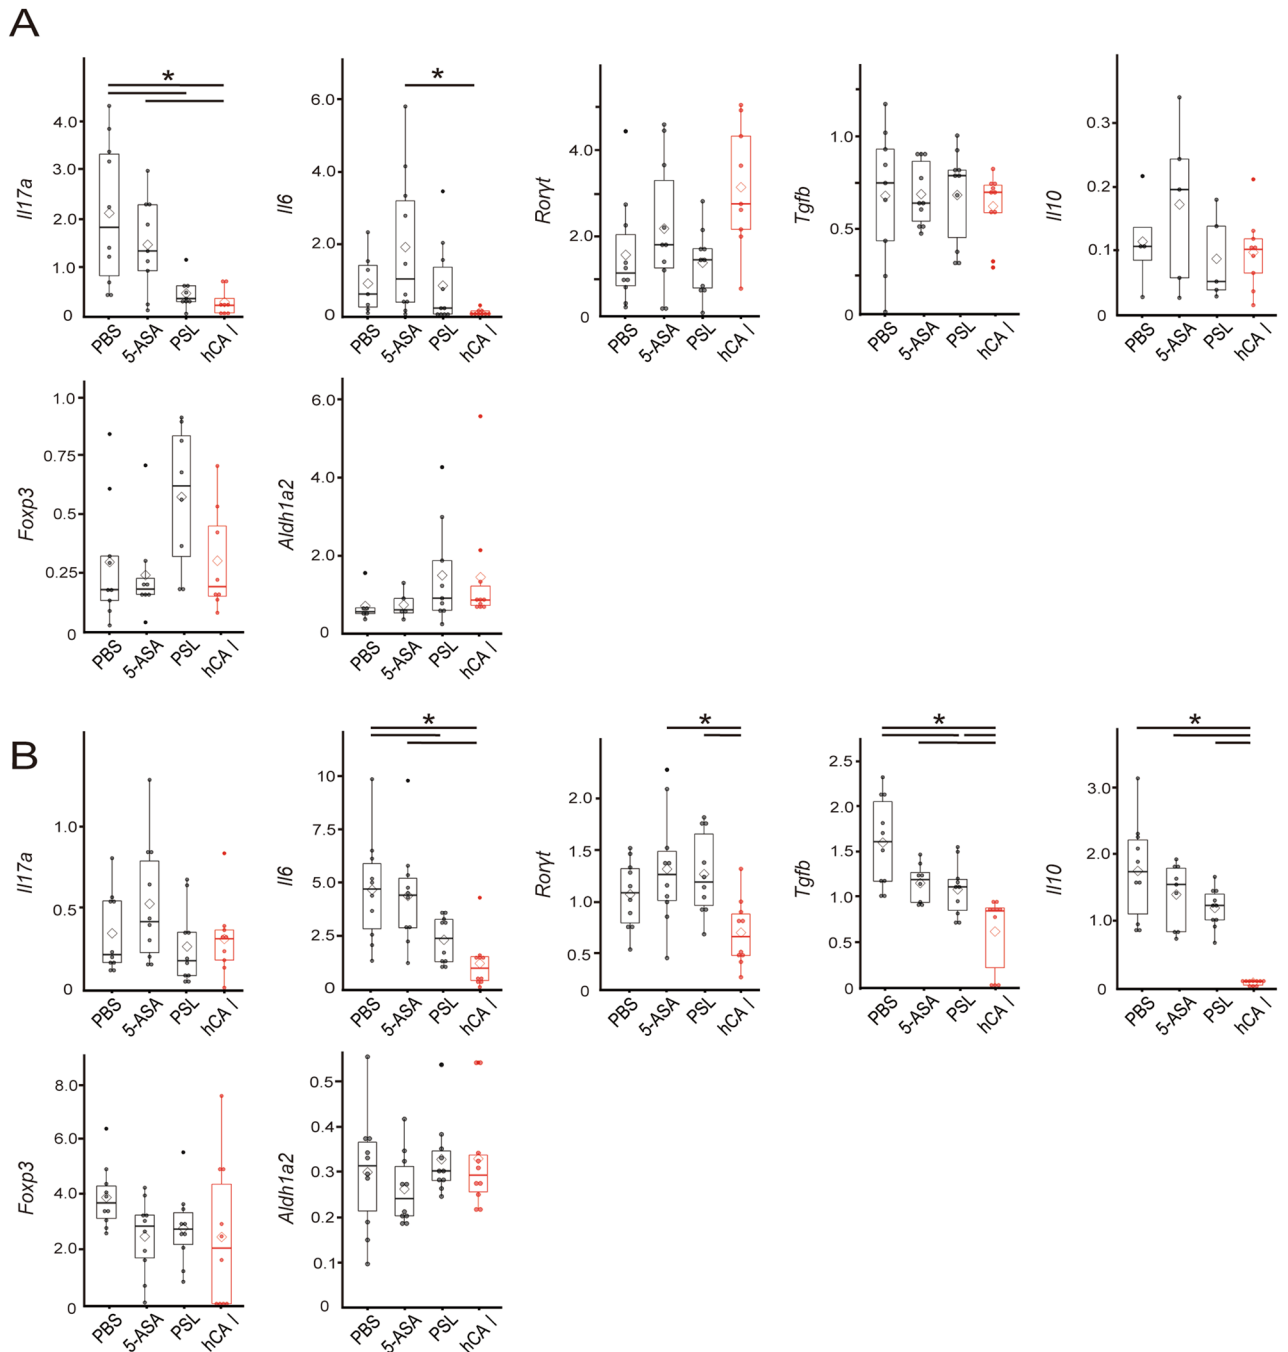 A
Il17a
4.0
3.0
2.0
1.0
0
PBS
5-ASA
PSL
hCA I
*
Il6
6.0
4.0
2.0
0
PBS
5-ASA
PSL
hCA I
*
Rorγt
4.0
2.0
0
PBS
5-ASA
PSL
hCA I
Tgfb
1.0
0.5
0
PBS
5-ASA
PSL
hCA I
Il10
0.3
0.2
0.1
0
PBS
5-ASA
PSL
hCA I
Foxp3
1.0
0.75
0.5
0.25
0
PBS
5-ASA
PSL
hCA I
Aldh1a2
6.0
4.0
2.0
0
PBS
5-ASA
PSL
hCA I
B
Il17a
1.0
0.5
0
PBS
5-ASA
PSL
hCA I
*
Il6
10
7.5
5.0
2.5
0
PBS
5-ASA
PSL
hCA I
*
Rorγt
2.0
1.5
1.0
0.5
0
PBS
5-ASA
PSL
hCA I
*
Tgfb
2.5
2.0
1.5
1.0
0.5
0
PBS
5-ASA
PSL
hCA I
*
Il10
3.0
2.0
1.0
0
PBS
5-ASA
PSL
hCA I
Foxp3
8.0
6.0
4.0
2.0
0
PBS
5-ASA
PSL
hCA I
Aldh1a2
0.5
0.4
0.3
0.2
0.1
0
PBS
5-ASA
PSL
hCA I